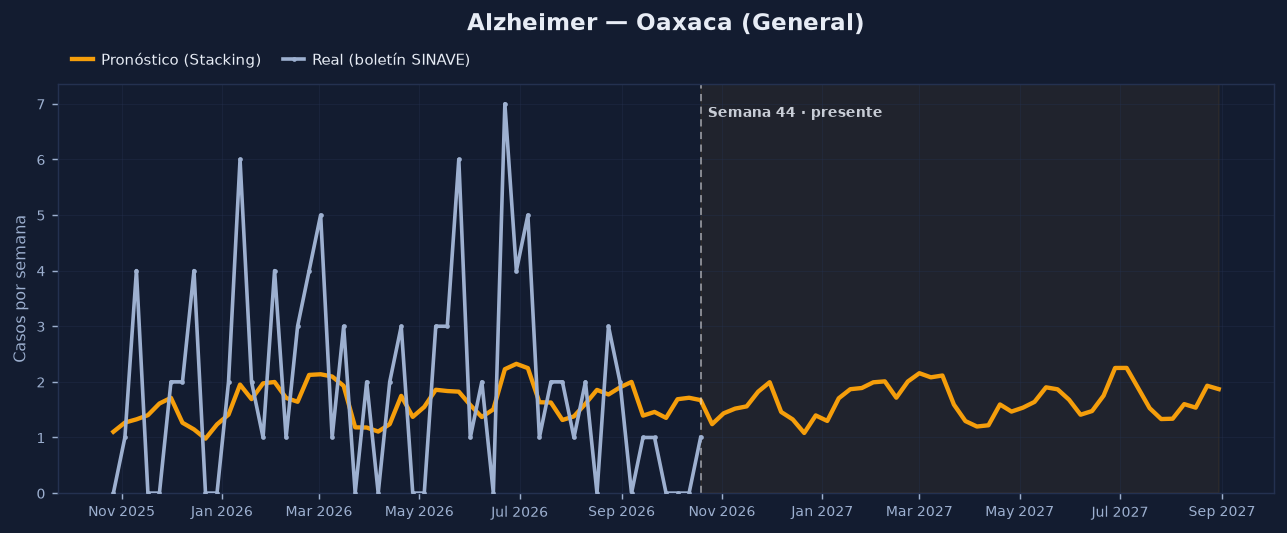 Alzheimer — Oaxaca (General)
Pronóstico (Stacking)
Real (boletín SINAVE)
Semana 44 · presente
Casos por semana
7
6
5
4
3
2
1
0
Nov 2025
Jan 2026
Mar 2026
May 2026
Jul 2026
Sep 2026
Nov 2026
Jan 2027
Mar 2027
May 2027
Jul 2027
Sep 2027